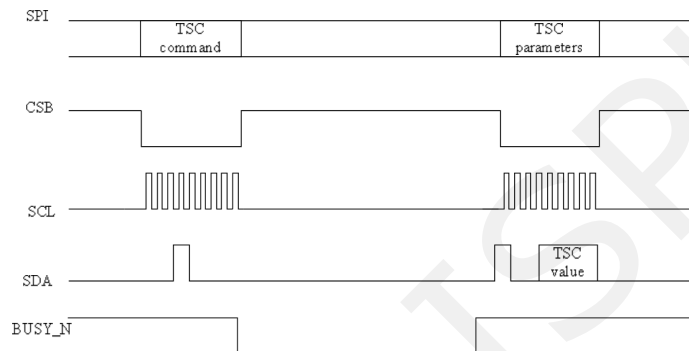 SPI
TSC
command
TSC
parameters
CSB
SCL
SDA
TSC
value
BUSY_N